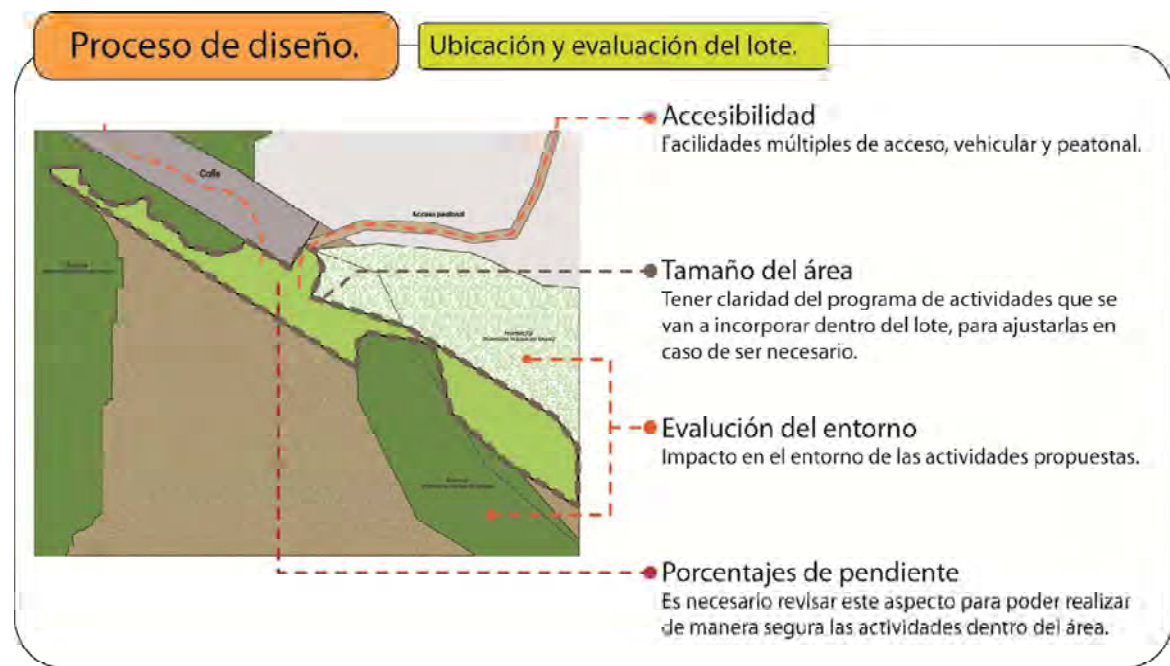 Proceso de diseño.
Ubicación y evaluación del lote.
Accesibilidad
Facilidades múltiples de acceso, vehicular y peatonal.
Calle
Acceso peatonal
Tamaño del área
Tener claridad del programa de actividades que se
van a incorporar dentro del lote, para ajustarlas en
caso de ser necesario.
Evalución del entorno
Impacto en el entorno de las actividades propuestas.
Porcentajes de pendiente
Es necesario revisar este aspecto para poder realizar
de manera segura las actividades dentro del área.